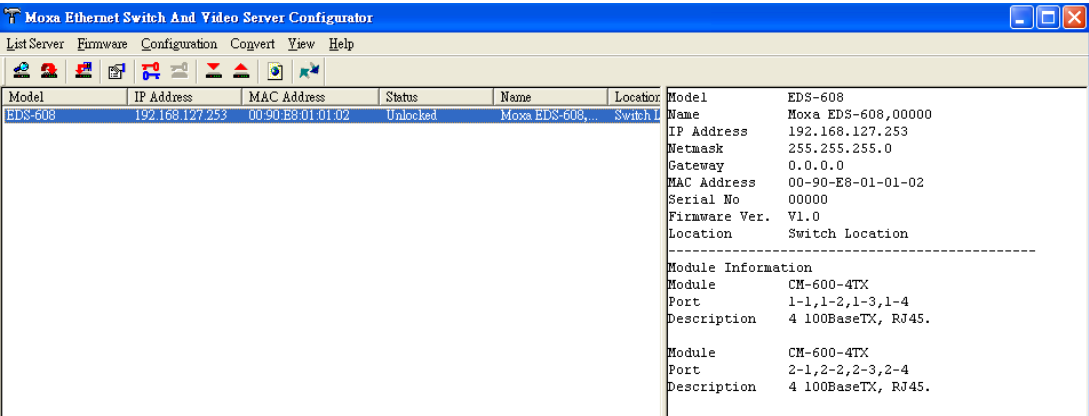 Moxa Ethernet Switch And Video Server Configurator
List Server Firmware Configuration Convert View Help
Model IP Address MAC Address Status Name Location
EDS-608 192.168.127.253 00:90:E8:01:01:02 Unlocked Moxa EDS-608,... Switch L
Model EDS-608
Name Moxa EDS-608,00000
IP Address 192.168.127.253
Netmask 255.255.255.0
Gateway 0.0.0.0
MAC Address 00-90-E8-01-01-02
Serial No 00000
Firmware Ver. V1.0
Location Switch Location
----------------------------------------------
Module Information
Module CM-600-4TX
Port 1-1,1-2,1-3,1-4
Description 4 100BaseTX, RJ45.
Module CM-600-4TX
Port 2-1,2-2,2-3,2-4
Description 4 100BaseTX, RJ45.